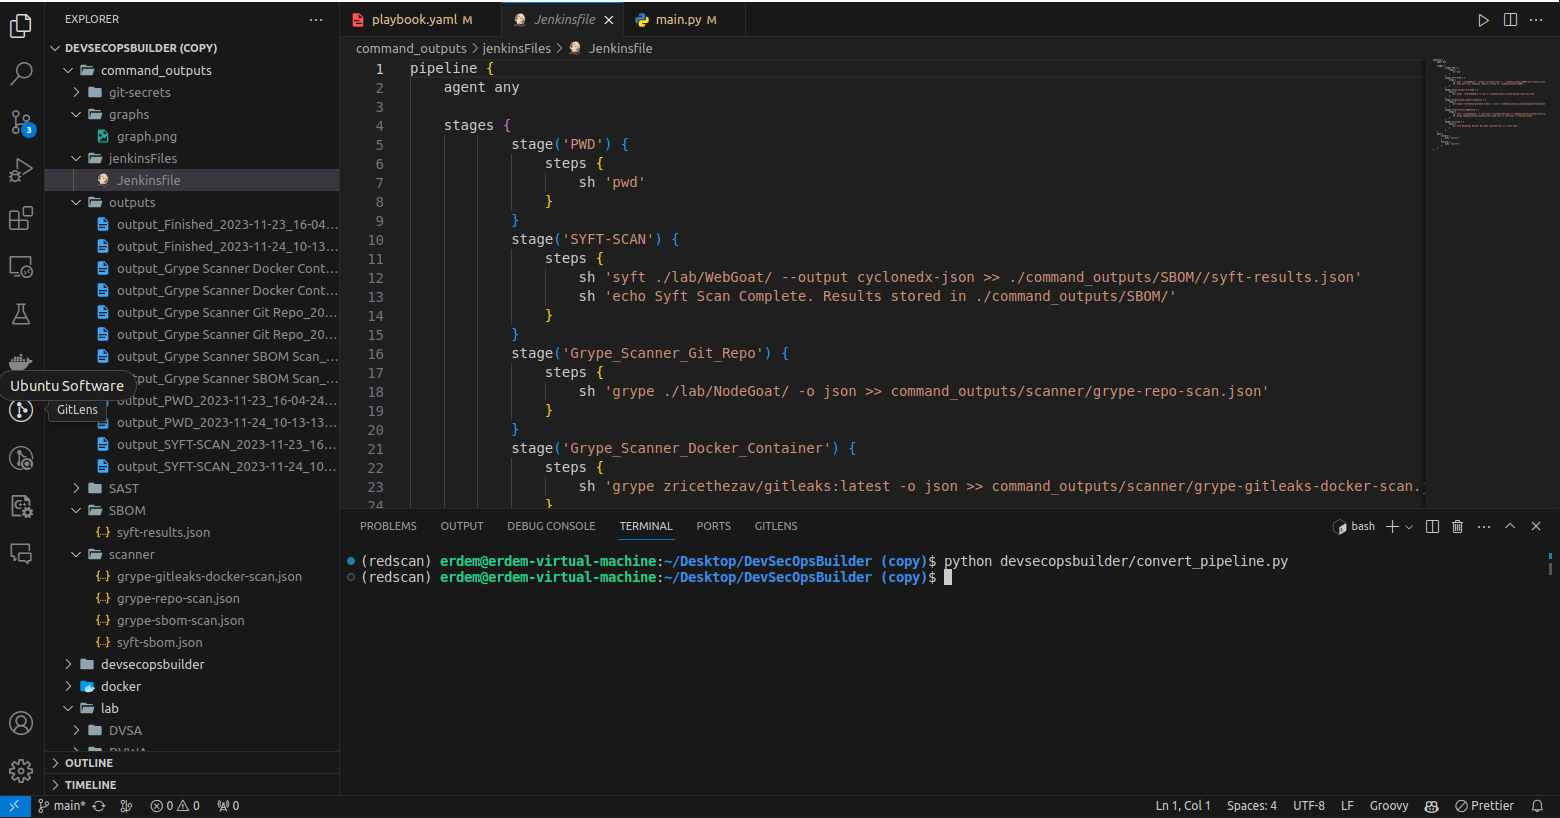 EXPLORER
DEVSECOPSBUILDER (COPY)
command_outputs
git-secrets
graphs
graph.png
jenkinsFiles
Jenkinsfile
outputs
output_Finished_2023-11-23_16-04...
output_Finished_2023-11-24_10-13...
output_Grype Scanner Docker Cont...
output_Grype Scanner Docker Cont...
output_Grype Scanner Git Repo_20...
output_Grype Scanner Git Repo_20...
output_Grype Scanner SBOM Scan_...
Ubuntu Software
ut_Grype Scanner SBOM Scan_...
output_PWD_2023-11-23_16-04-24...
GitLens
output_PWD_2023-11-24_10-13-13...
output_SYFT-SCAN_2023-11-23_16...
output_SYFT-SCAN_2023-11-24_10...
SAST
SBOM
syft-results.json
scanner
grype-gitleaks-docker-scan.json
grype-repo-scan.json
grype-sbom-scan.json
syft-sbom.json
devsecopsbuilder
docker
lab
DVSA
OUTLINE
TIMELINE
3
playbook.yaml M
Jenkinsfile
main.py M
command_outputs > jenkinsFiles > Jenkinsfile
1 pipeline {
2 agent any
3
4 stages {
5 stage('PWD') {
6 steps {
7 sh 'pwd'
8 }
9 }
10 stage('SYFT-SCAN') {
11 steps {
12 sh 'syft ./lab/WebGoat/ --output cyclonedx-json >> ./command_outputs/SBOM//syft-results.json'
13 sh 'echo Syft Scan Complete. Results stored in ./command_outputs/SBOM/'
14 }
15 }
16 stage('Grype_Scanner_Git_Repo') {
17 steps {
18 sh 'grype ./lab/NodeGoat/ -o json >> command_outputs/scanner/grype-repo-scan.json'
19 }
20 }
21 stage('Grype_Scanner_Docker_Container') {
22 steps {
23 sh 'grype zricethezav/gitleaks:latest -o json >> command_outputs/scanner/grype-gitleaks-docker-scan.
24 }
PROBLEMS OUTPUT DEBUG CONSOLE TERMINAL PORTS GITLENS
bash
(redscan) erdem@erdem-virtual-machine:~/Desktop/DevSecOpsBuilder (copy)$ python devsecopsbuilder/convert_pipeline.py
(redscan) erdem@erdem-virtual-machine:~/Desktop/DevSecOpsBuilder (copy)$
main* 0 0 0 Ln 1, Col 1 Spaces: 4 UTF-8 LF Groovy Prettier